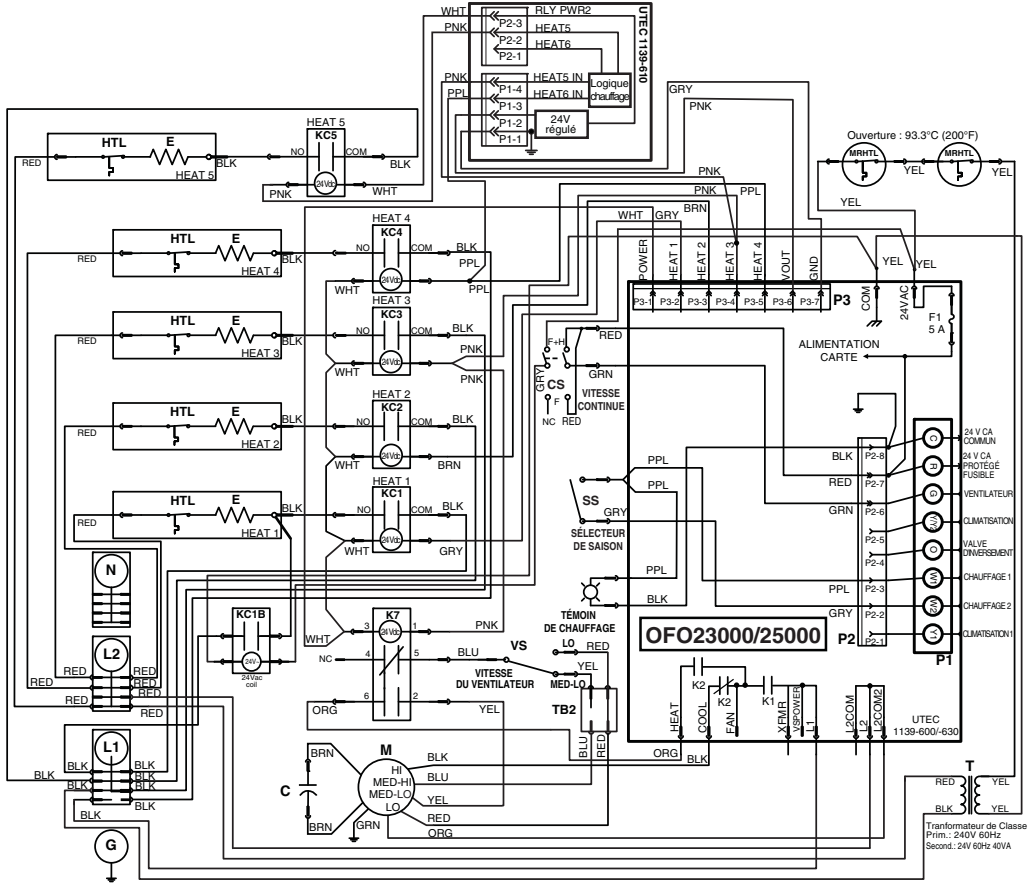 WHT
RLY PWR2
P2-3
PNK
HEAT5
P2-2
HEAT6
P2-1
UTEC 1139-610
PNK
HEAT5 IN
P1-4
PPL
HEAT6 IN
P1-3
Logique
chauffage
P1-2
24V
régulé
P1-1
GRY
PNK
HEAT 5
KC5
HTL
E
NO
COM
RED
BLK
BLK
HEAT 5
24Vdc
PNK
WHT
Ouverture : 93.3°C (200°F)
MRHTL
YEL
MRHTL
YEL
YEL
YEL
PNK
PPL
BRN
WHT
GRY
HEAT 4
KC4
HTL
E
NO
COM
BLK
RED
BLK
HEAT 4
PPL
24Vdc
WHT
PPL
POWER
HEAT 1
HEAT 2
HEAT 3
HEAT 4
VOUT
GND
YEL
YEL
P3-1
P3-2
P3-3
P3-4
P3-5
P3-6
P3-7
P3
COM
24VAC
F1
5 A
ALIMENTATION
CARTE
HEAT 3
KC3
HTL
E
NO
COM
BLK
RED
BLK
HEAT 3
PNK
24Vdc
WHT
PNK
F+H
RED
GRY
CS
GRN
VITESSE
CONTINUE
F
NC
RED
HEAT 2
KC2
HTL
E
NO
COM
BLK
RED
BLK
HEAT 2
24Vdc
WHT
BRN
HEAT 1
KC1
HTL
E
NO
COM
BLK
RED
BLK
HEAT 1
24Vdc
WHT
GRY
PPL
PPL
SS
GRY
SÉLECTEUR
DE SAISON
BLK
P2-8
C
24 V CA
COMMUN
RED
P2-7
R
24 V CA
PROTÉGÉ
FUSIBLE
GRN
P2-6
G
VENTILATEUR
P2-5
Y/Y2
CLIMATISATION
P2-4
O
VALVE
D'INVERSEMENT
PPL
P2-3
W1
CHAUFFAGE 1
GRY
P2-2
W2
CHAUFFAGE 2
P2-1
Y1
CLIMATISATION 1
P2
P1
PPL
BLK
TÉMOIN
DE CHAUFFAGE
N
KC1B
24V~
24Vac
coil
WHT
K7
3
24Vdc
1
PNK
NC
4
5
BLU
6
2
ORG
YEL
VS
VITESSE
DU VENTILATEUR
LO
RED
YEL
MED-LO
TB2
BLU
RED
OFO23000/25000
K2
K2
K1
HEAT
COOL
FAN
XFMR
VSPOWER
L1
L2COM
L2
L2COM2
UTEC
1139-600/-630
ORG
BLK
L2
RED
RED
RED
RED
RED
RED
RED
L1
BLK
BLK
BLK
BLK
BLK
BLK
BLK
BLK
G
C
BRN
BRN
M
HI
MED-HI
MED-LO
LO
BLK
BLU
YEL
RED
ORG
GRN
T
RED
YEL
BLK
YEL
Tranformateur de Classe
Prim.: 240V 60Hz
Second.: 24V 60Hz 40VA